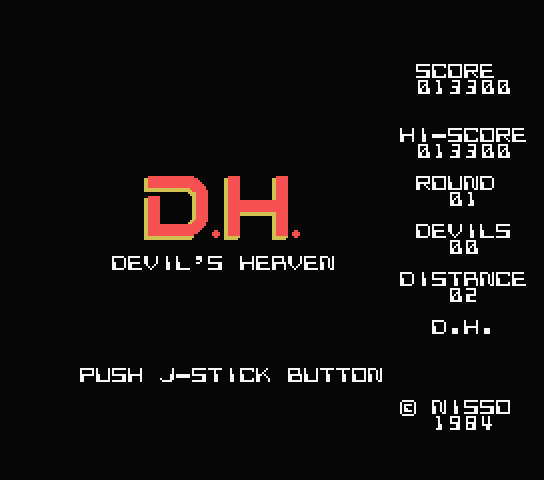 D.H.
DEVIL'S HEAVEN
PUSH J-STICK BUTTON
SCORE
013300
HI-SCORE
013300
ROUND
01
DEVILS
00
DISTANCE
02
D.H.
© NISSO
1984